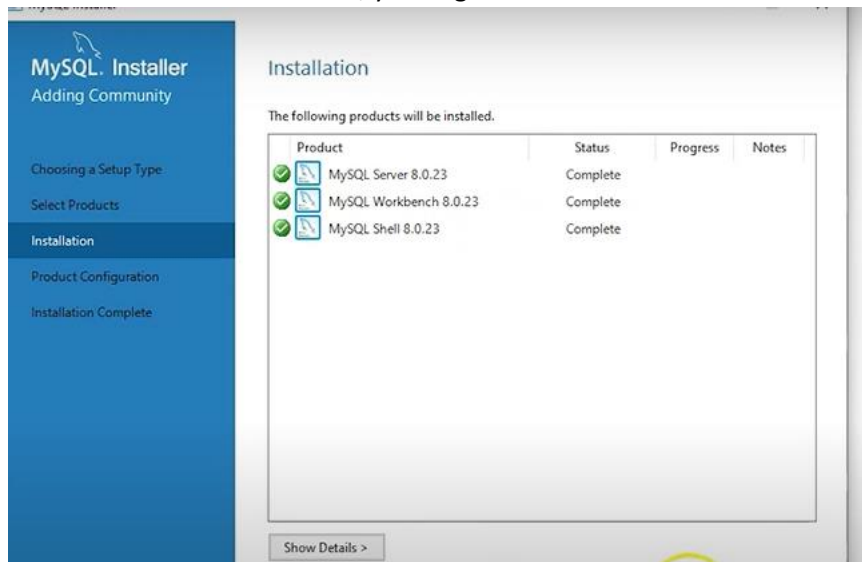 MySQL. Installer
Adding Community
Choosing a Setup Type
Select Products
Installation
Product Configuration
Installation Complete
Installation
The following products will be installed.
Product Status Progress Notes
MySQL Server 8.0.23 Complete
MySQL Workbench 8.0.23 Complete
MySQL Shell 8.0.23 Complete
Show Details >